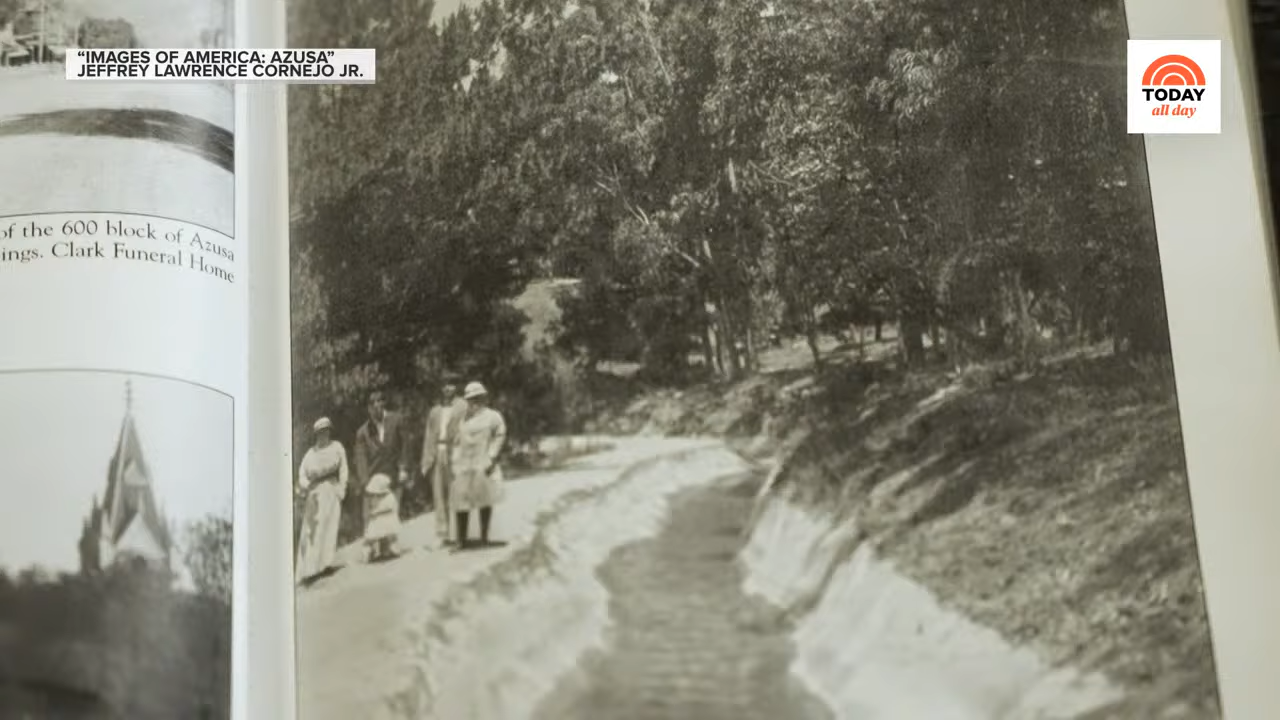 “IMAGES OF AMERICA: AZUSA”
JEFFREY LAWRENCE CORNEJO JR.
TODAY
all day
of the 600 block of Azusa
ings. Clark Funeral Home